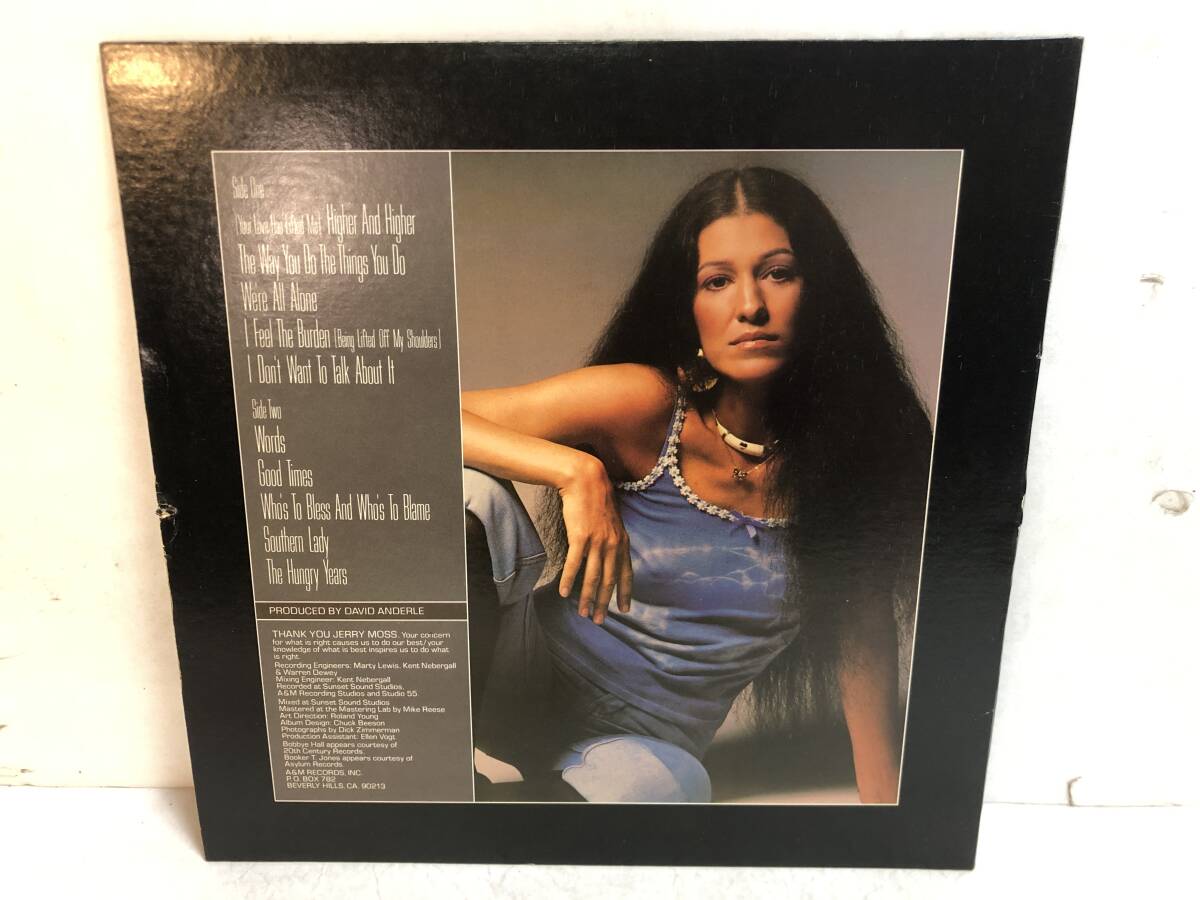 Side One
(Your Love Has Lifted Me) Higher And Higher
The Way You Do The Things You Do
We're All Alone
I Feel The Burden (Being Lifted Off My Shoulders)
I Don't Want To Talk About It
Side Two
Words
Good Times
Who's To Bless And Who's To Blame
Southern Lady
The Hungry Years
PRODUCED BY DAVID ANDERLE
THANK YOU JERRY MOSS. Your concern
for what is right causes us to do our best/your
knowledge of what is best inspires us to do what
is right.
Recording Engineers: Marty Lewis, Kent Nebergall
& Warren Dewey
Mixing Engineer: Kent Nebergall
Recorded at Sunset Sound Studios,
A&M Recording Studios and Studio 55
Mixed at Sunset Sound Studios
Mastered at the Mastering Lab by Mike Reese
Art Direction: Roland Young
Album Design: Chuck Beeson
Photographs by Dick Zimmerman
Production Assistant: Ellen Vogt
Bobbye Hall appears courtesy of
20th Century Records.
Booker T. Jones appears courtesy of
Asylum Records.
A&M RECORDS, INC.
P.O. BOX 782
BEVERLY HILLS, CA. 90213